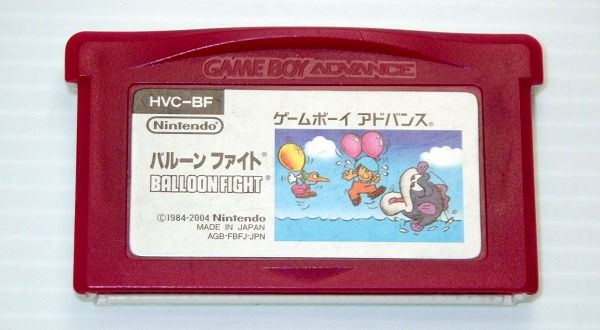 GAME BOY ADVANCE
HVC-BF
Nintendo
ゲームボーイ アドバンス®
バルーン ファイト®
BALLOON FIGHT®
©1984-2004 Nintendo
MADE IN JAPAN
AGB-FBFJ-JPN